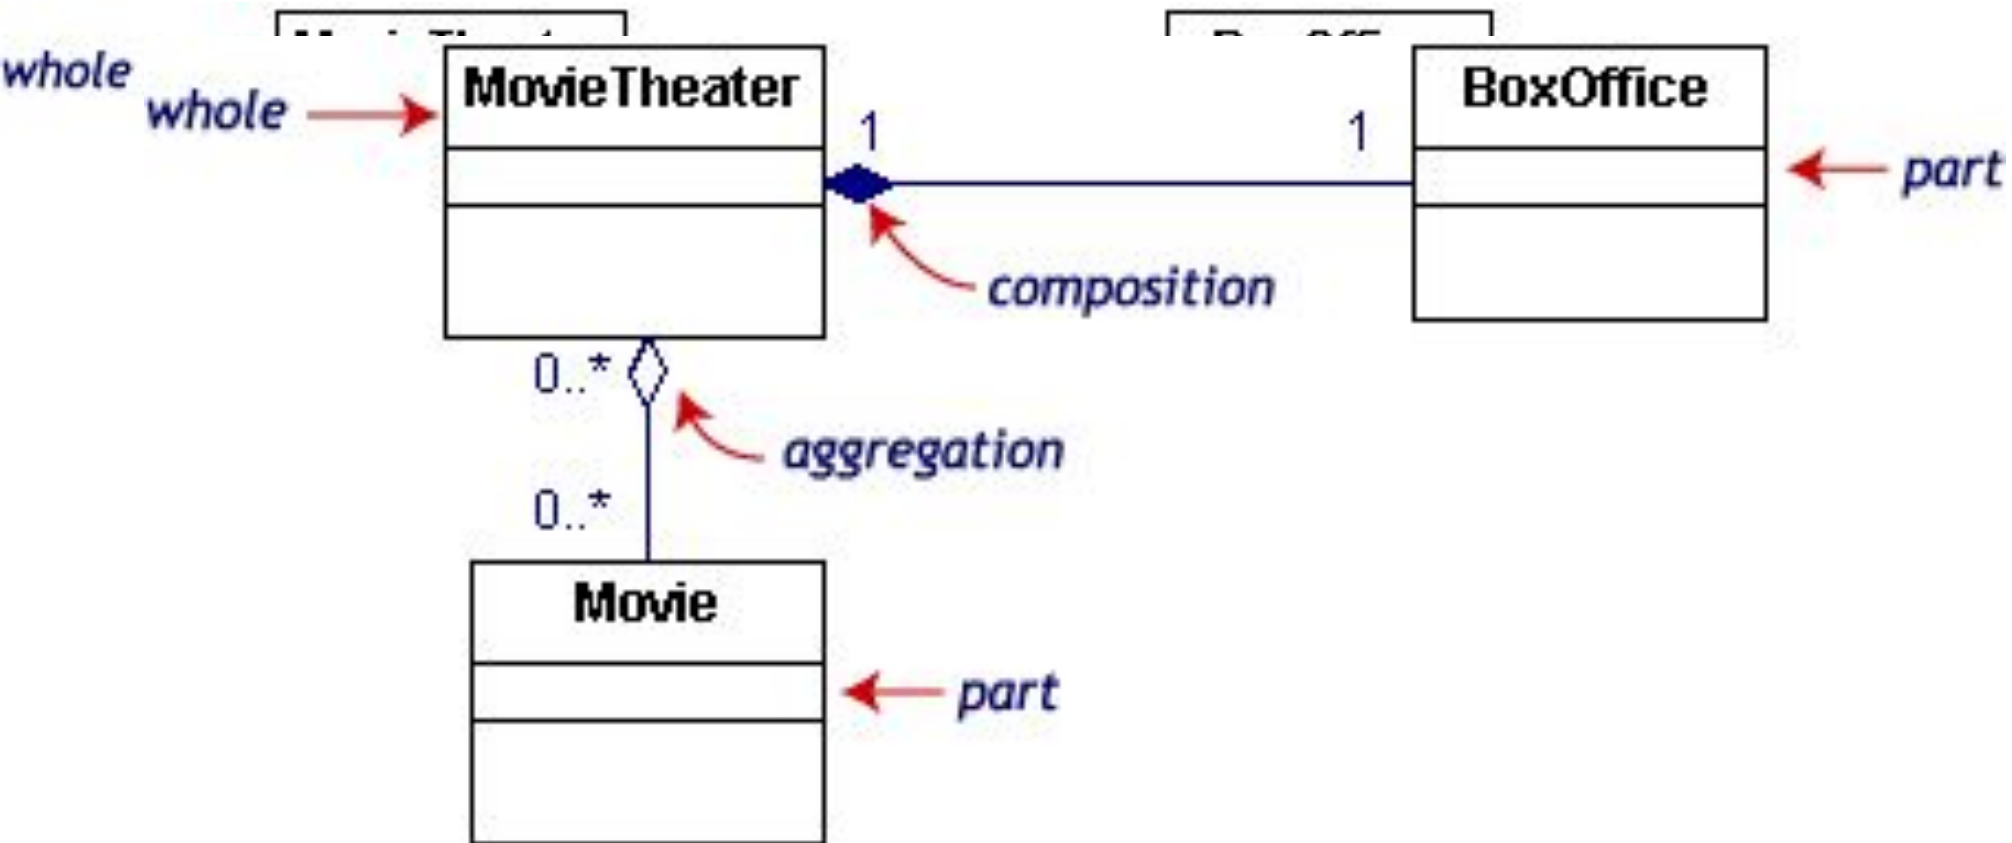 whole
whole
MovieTheater
BoxOffice
1
1
part
composition
0..*
aggregation
0..*
Movie
part